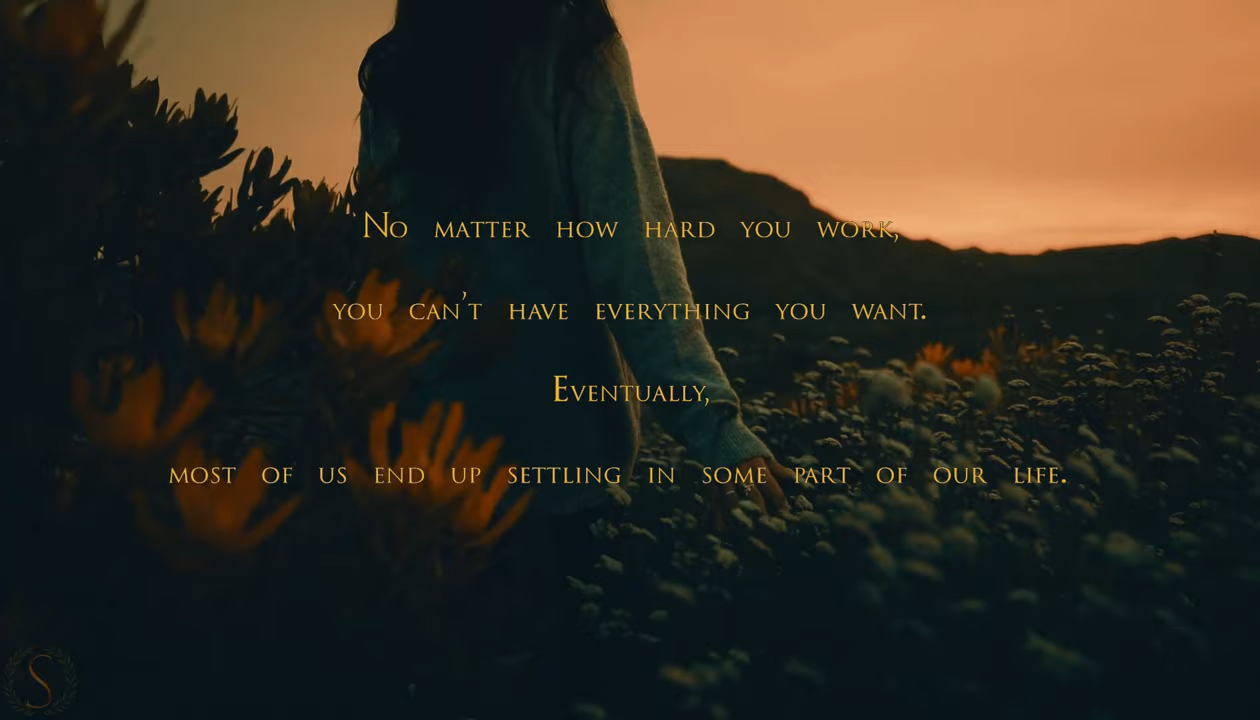 No matter how hard you work,
you can't have everything you want.
Eventually,
most of us end up settling in some part of our life.
S